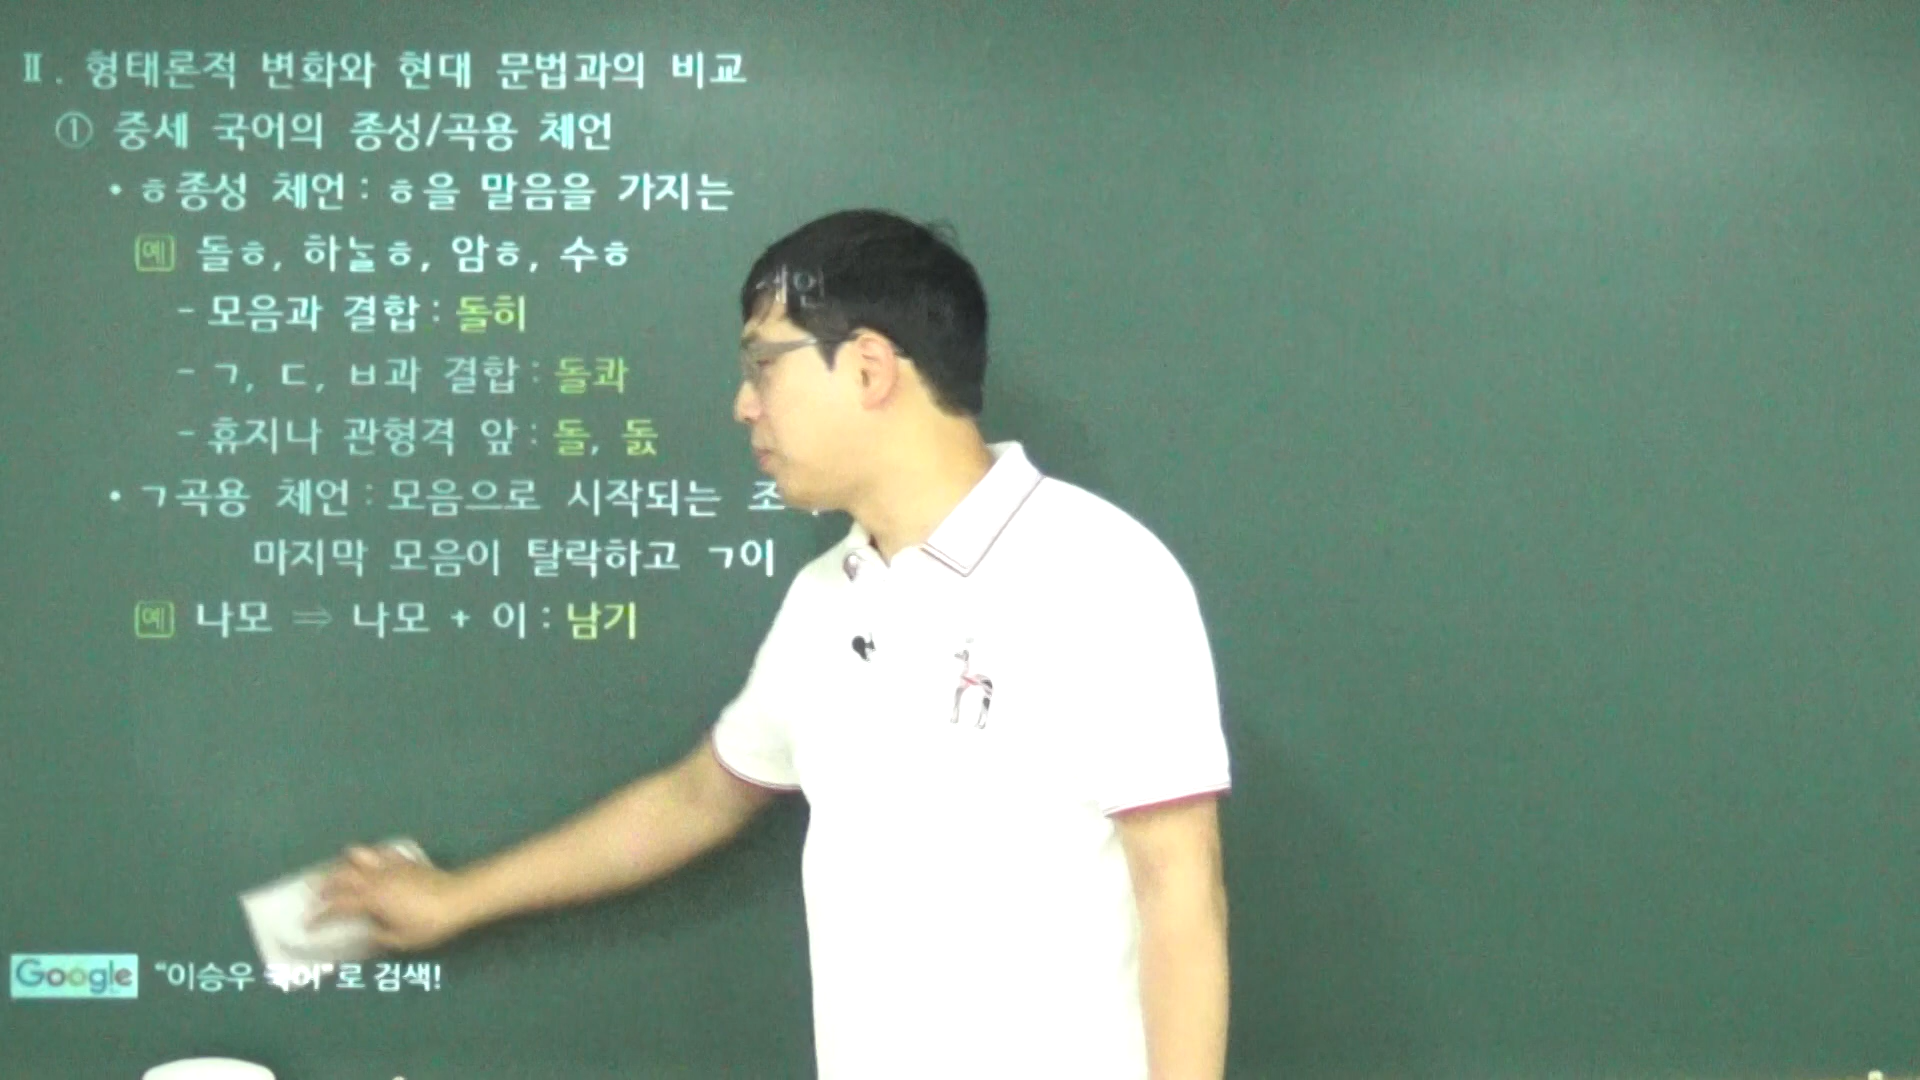 Ⅱ. 형태론적 변화와 현대 문법과의 비교
① 중세 국어의 종성/곡용 체언
• ㅎ종성 체언 : ㅎ을 말음을 가지는
예 돌ㅎ, 하ᄂᆞᆯㅎ, 암ㅎ, 수ㅎ
- 모음과 결합 : 돌히
- ㄱ, ㄷ, ㅂ과 결합 : 돌콰
- 휴지나 관형격 앞 : 돌, 돐
• ㄱ곡용 체언 : 모음으로 시작되는
마지막 모음이 탈락하고 ㄱ이
예 나모 ⇒ 나모 + 이 : 남기
Google "이승우 국어"로 검색!